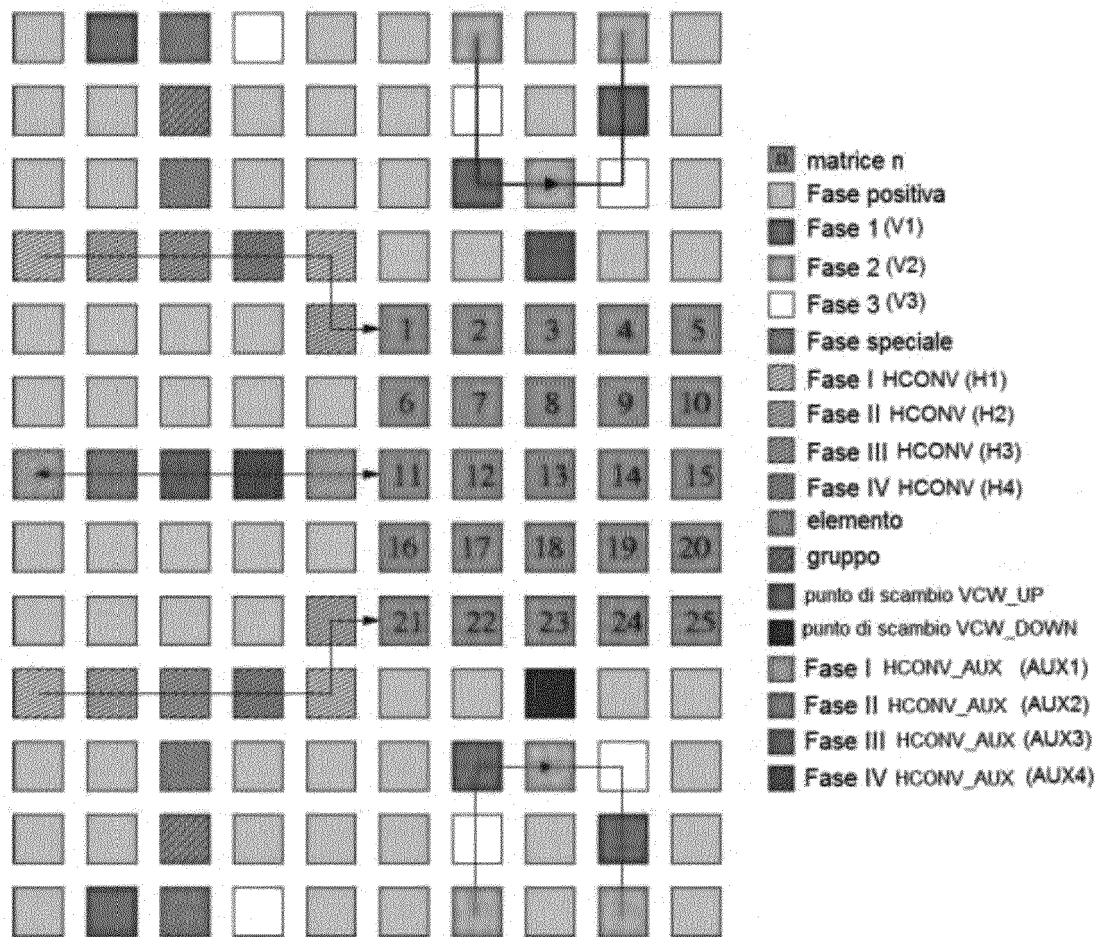 n matrice n
Fase positiva
Fase 1 (V1)
Fase 2 (V2)
Fase 3 (V3)
Fase speciale
Fase I HCONV (H1)
Fase II HCONV (H2)
Fase III HCONV (H3)
Fase IV HCONV (H4)
elemento
gruppo
punto di scambio VCW_UP
punto di scambio VCW_DOWN
Fase I HCONV_AUX (AUX1)
Fase II HCONV_AUX (AUX2)
Fase III HCONV_AUX (AUX3)
Fase IV HCONV_AUX (AUX4)
1 2 3 4 5
6 7 8 9 10
11 12 13 14 15
16 17 18 19 20
21 22 23 24 25